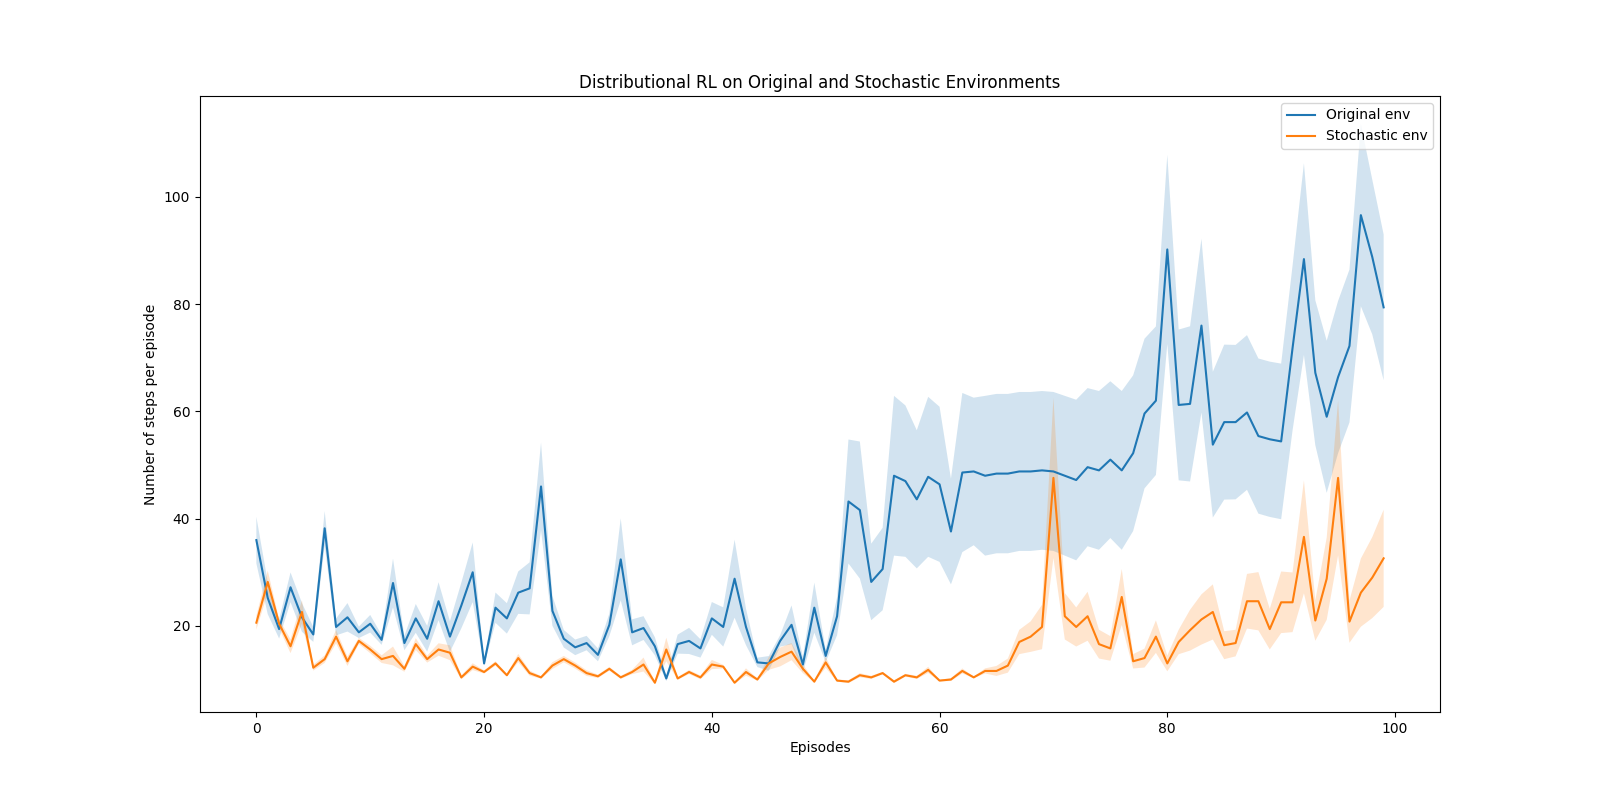 Distributional RL on Original and Stochastic Environments
Original env
Stochastic env
Number of steps per episode
100
80
60
40
20
0
20
40
60
80
100
Episodes